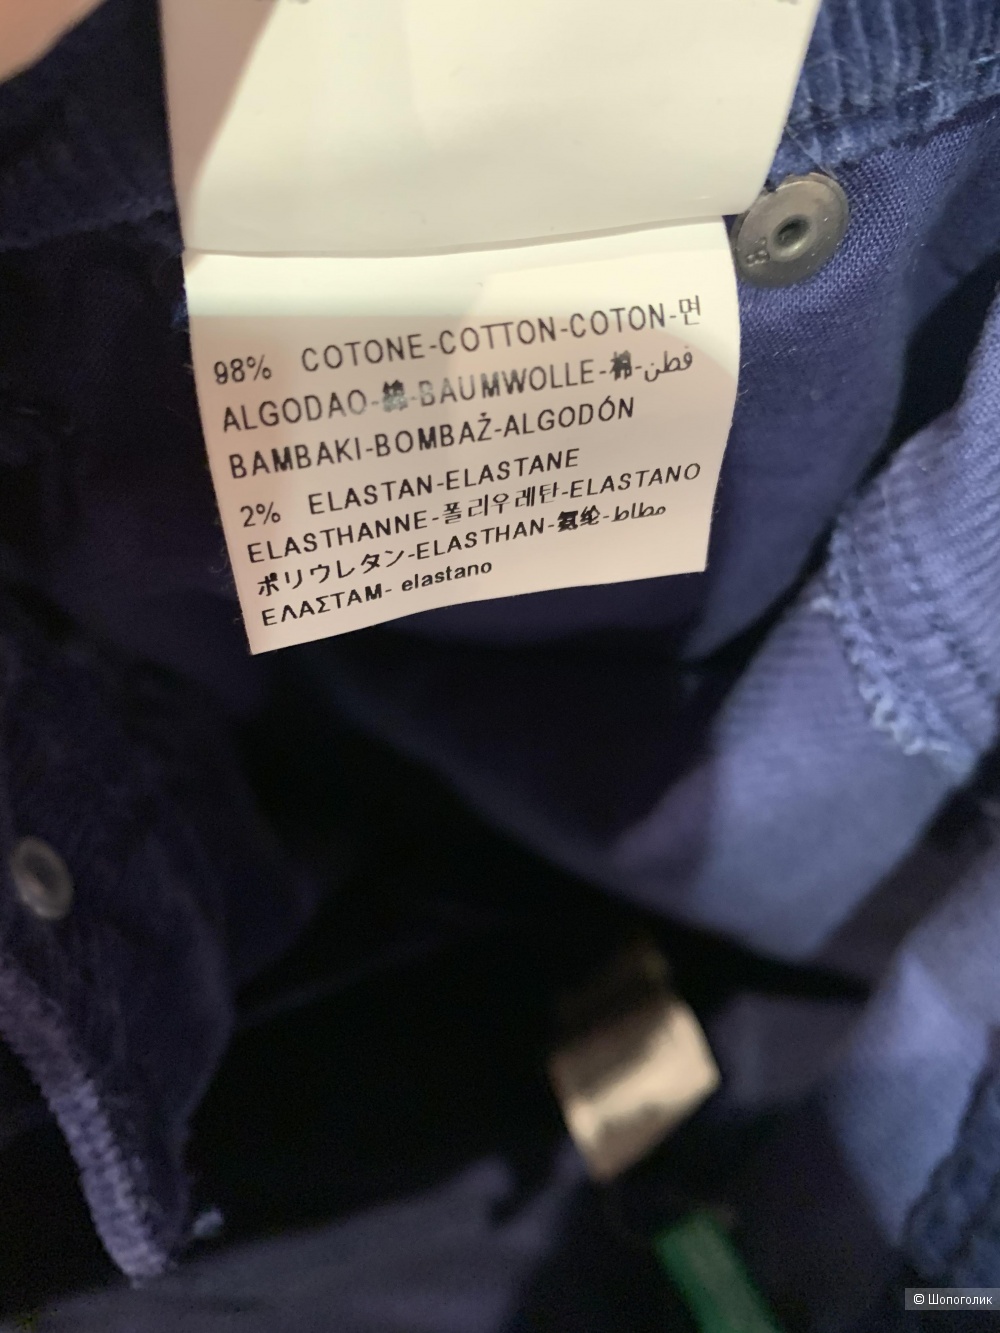 98% COTONE-COTTON-COTON-면
ALGODAO-綿-BAUMWOLLE-棉-قطن
BAMBAKI-BOMBAŻ-ALGODÓN
2% ELASTAN-ELASTANE
ELASTHANNE-폴리우레탄-ELASTANO
ポリウレタン-ELASTHAN-氨纶-مطاط
ΕΛΑΣΤΑΜ- elastano
© Шопоголик